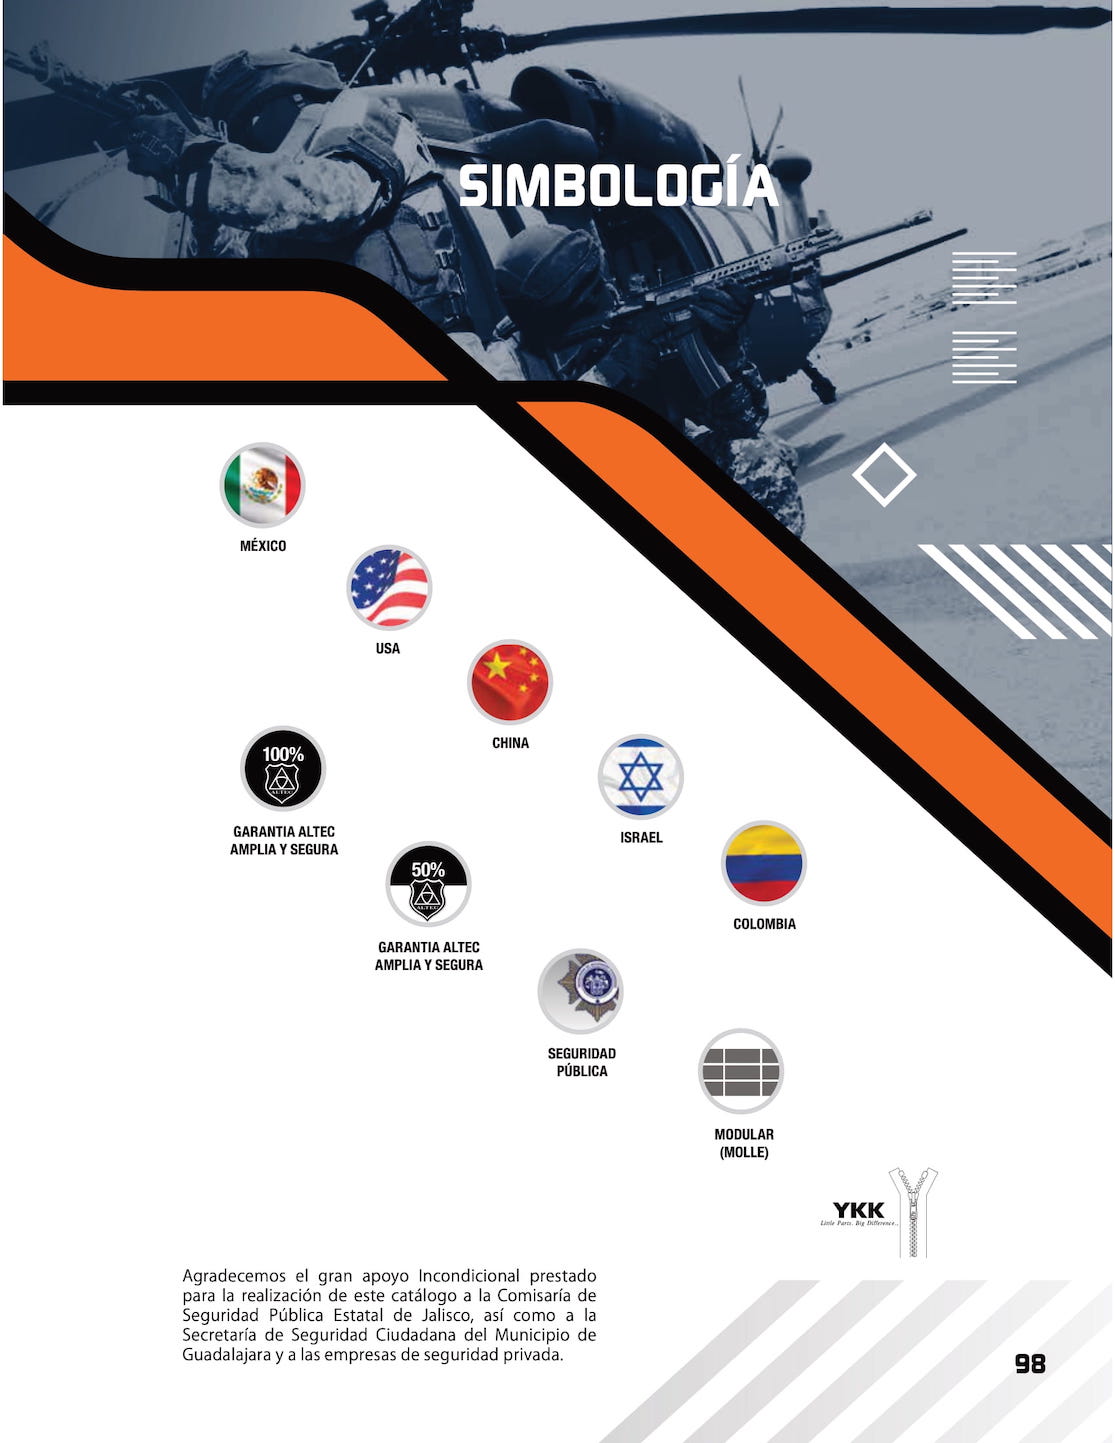 SIMBOLOGÍA
MÉXICO
USA
CHINA
ISRAEL
COLOMBIA
100%
ALTEC
GARANTIA ALTEC
AMPLIA Y SEGURA
50%
ALTEC
GARANTIA ALTEC
AMPLIA Y SEGURA
SEGURIDAD
PÚBLICA
MODULAR
(MOLLE)
YKK
Little Parts. Big Difference.
Agradecemos el gran apoyo Incondicional prestado
para la realización de este catálogo a la Comisaría de
Seguridad Pública Estatal de Jalisco, así como a la
Secretaría de Seguridad Ciudadana del Municipio de
Guadalajara y a las empresas de seguridad privada.
98